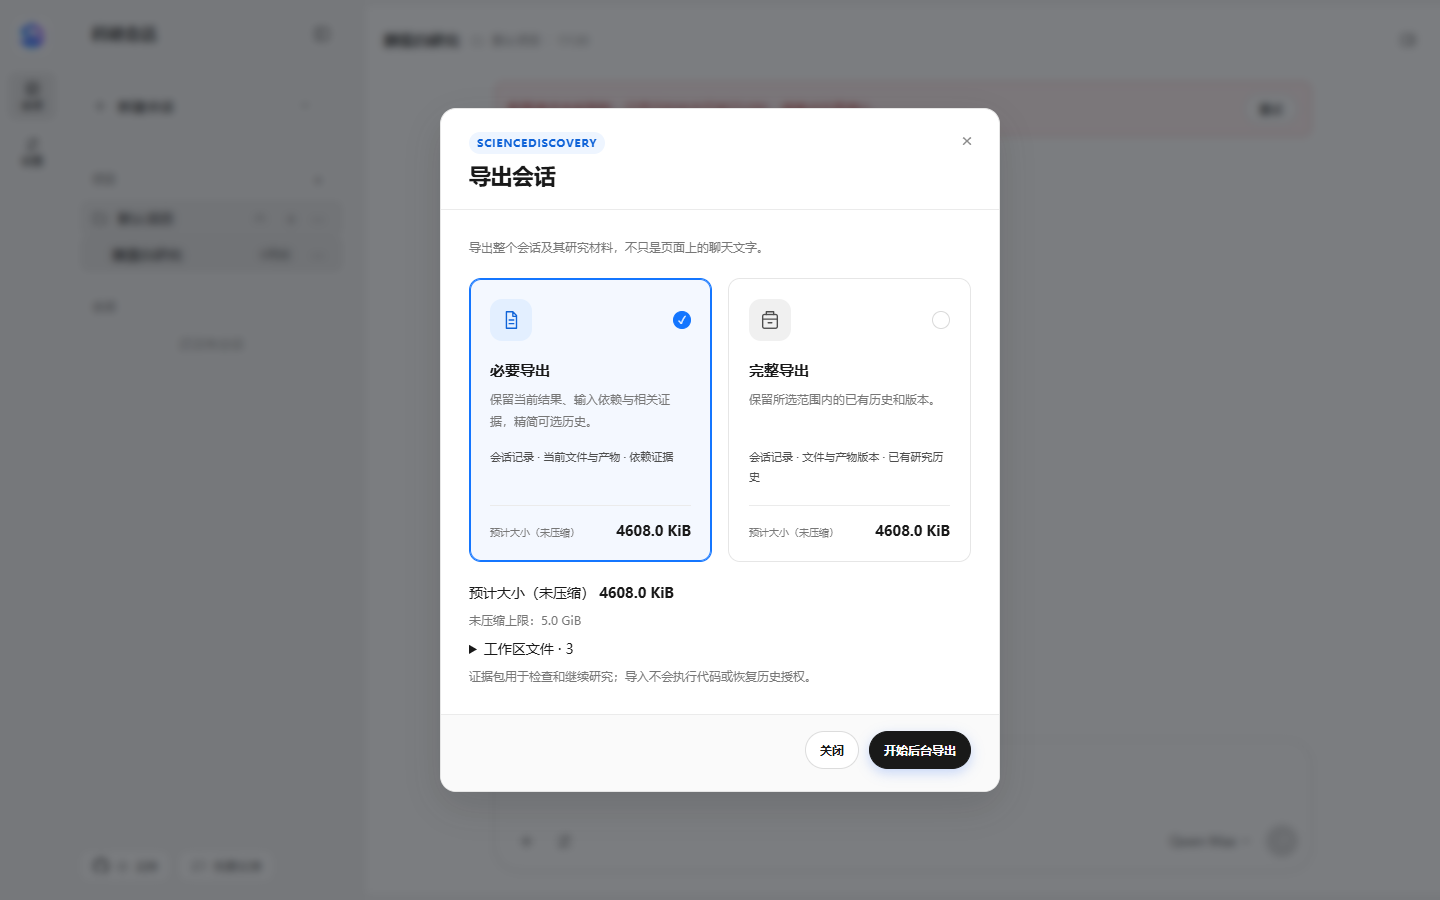 SCIENCEDISCOVERY
导出会话
导出整个会话及其研究材料，不只是页面上的聊天文字。
必要导出
保留当前结果、输入依赖与相关证
据，精简可选历史。
会话记录 · 当前文件与产物 · 依赖证据
预计大小（未压缩） 4608.0 KiB
完整导出
保留所选范围内的已有历史和版本。
会话记录 · 文件与产物版本 · 已有研究历
史
预计大小（未压缩） 4608.0 KiB
预计大小（未压缩） 4608.0 KiB
未压缩上限：5.0 GiB
▶ 工作区文件 · 3
证据包用于检查和继续研究；导入不会执行代码或恢复历史授权。
关闭
开始后台导出